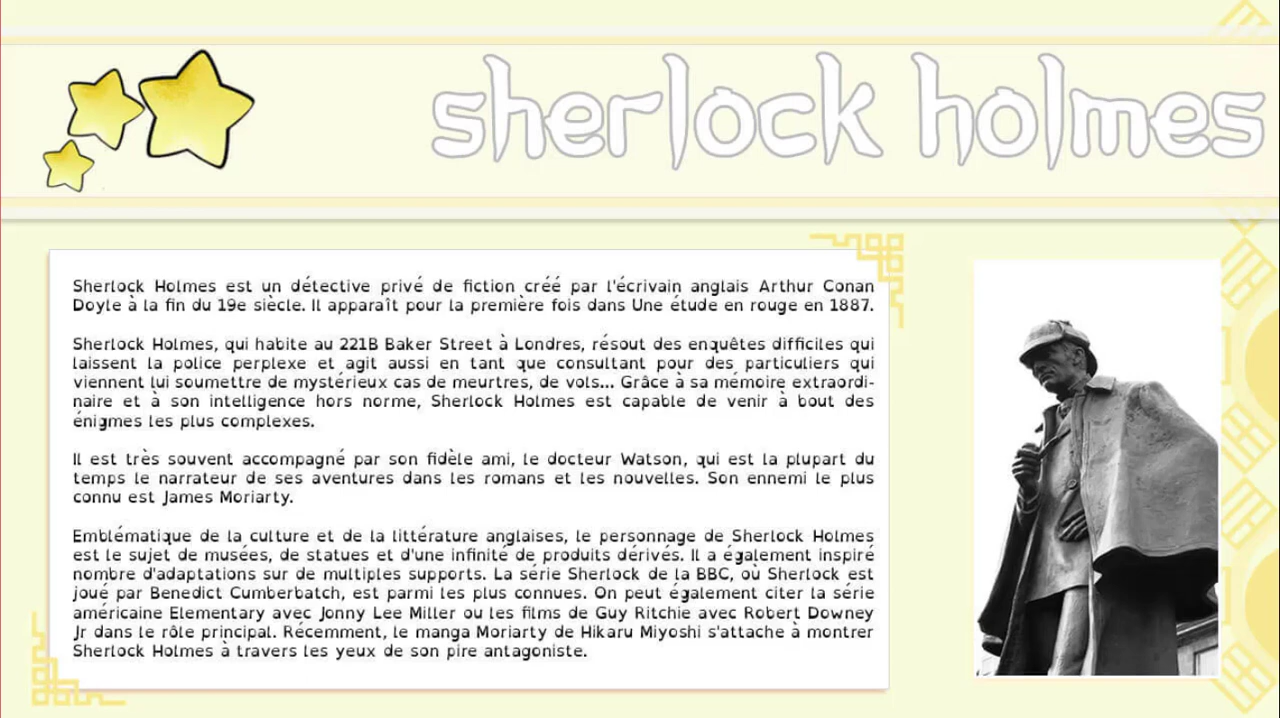 sherlock holmes
Sherlock Holmes est un détective privé de fiction créé par l'écrivain anglais Arthur Conan
Doyle à la fin du 19e siècle. Il apparaît pour la première fois dans Une étude en rouge en 1887.
Sherlock Holmes, qui habite au 221B Baker Street à Londres, résout des enquêtes difficiles qui
laissent la police perplexe et agit aussi en tant que consultant pour des particuliers qui
viennent lui soumettre de mystérieux cas de meurtres, de vols... Grâce à sa mémoire extraordi-
naire et à son intelligence hors norme, Sherlock Holmes est capable de venir à bout des
énigmes les plus complexes.
Il est très souvent accompagné par son fidèle ami, le docteur Watson, qui est la plupart du
temps le narrateur de ses aventures dans les romans et les nouvelles. Son ennemi le plus
connu est James Moriarty.
Emblématique de la culture et de la littérature anglaises, le personnage de Sherlock Holmes
est le sujet de musées, de statues et d'une infinité de produits dérivés. Il a également inspiré
nombre d'adaptations sur de multiples supports. La série Sherlock de la BBC, où Sherlock est
joué par Benedict Cumberbatch, est parmi les plus connues. On peut également citer la série
américaine Elementary avec Jonny Lee Miller ou les films de Guy Ritchie avec Robert Downey
Jr dans le rôle principal. Récemment, le manga Moriarty de Hikaru Miyoshi s'attache à montrer
Sherlock Holmes à travers les yeux de son pire antagoniste.